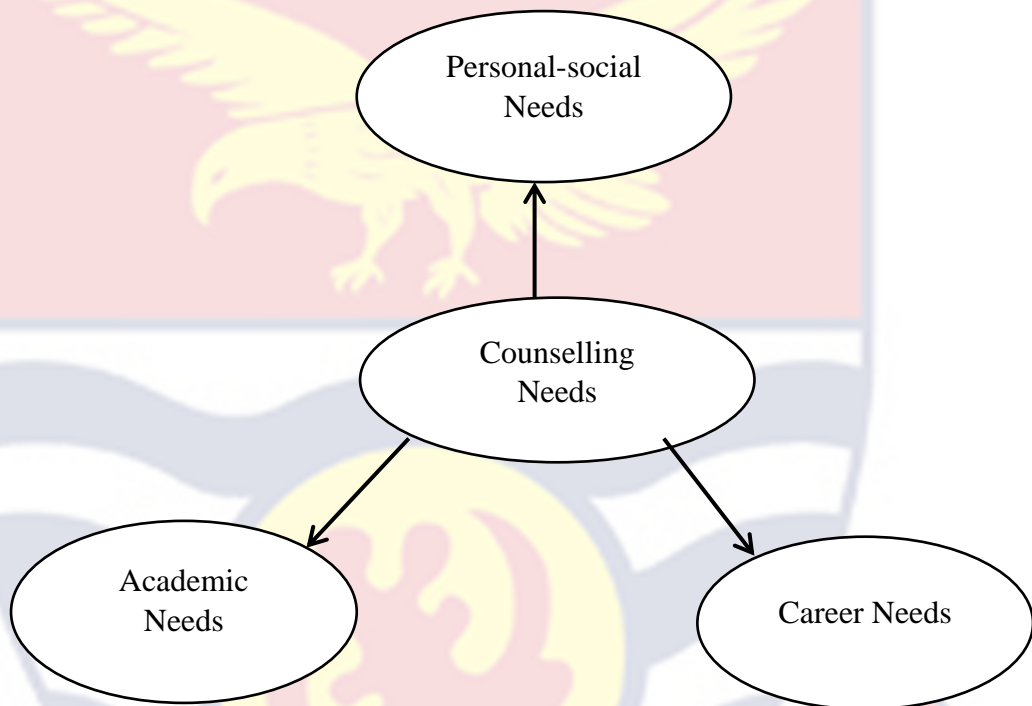 Personal-social
Needs
Counselling
Needs
Academic
Needs
Career Needs